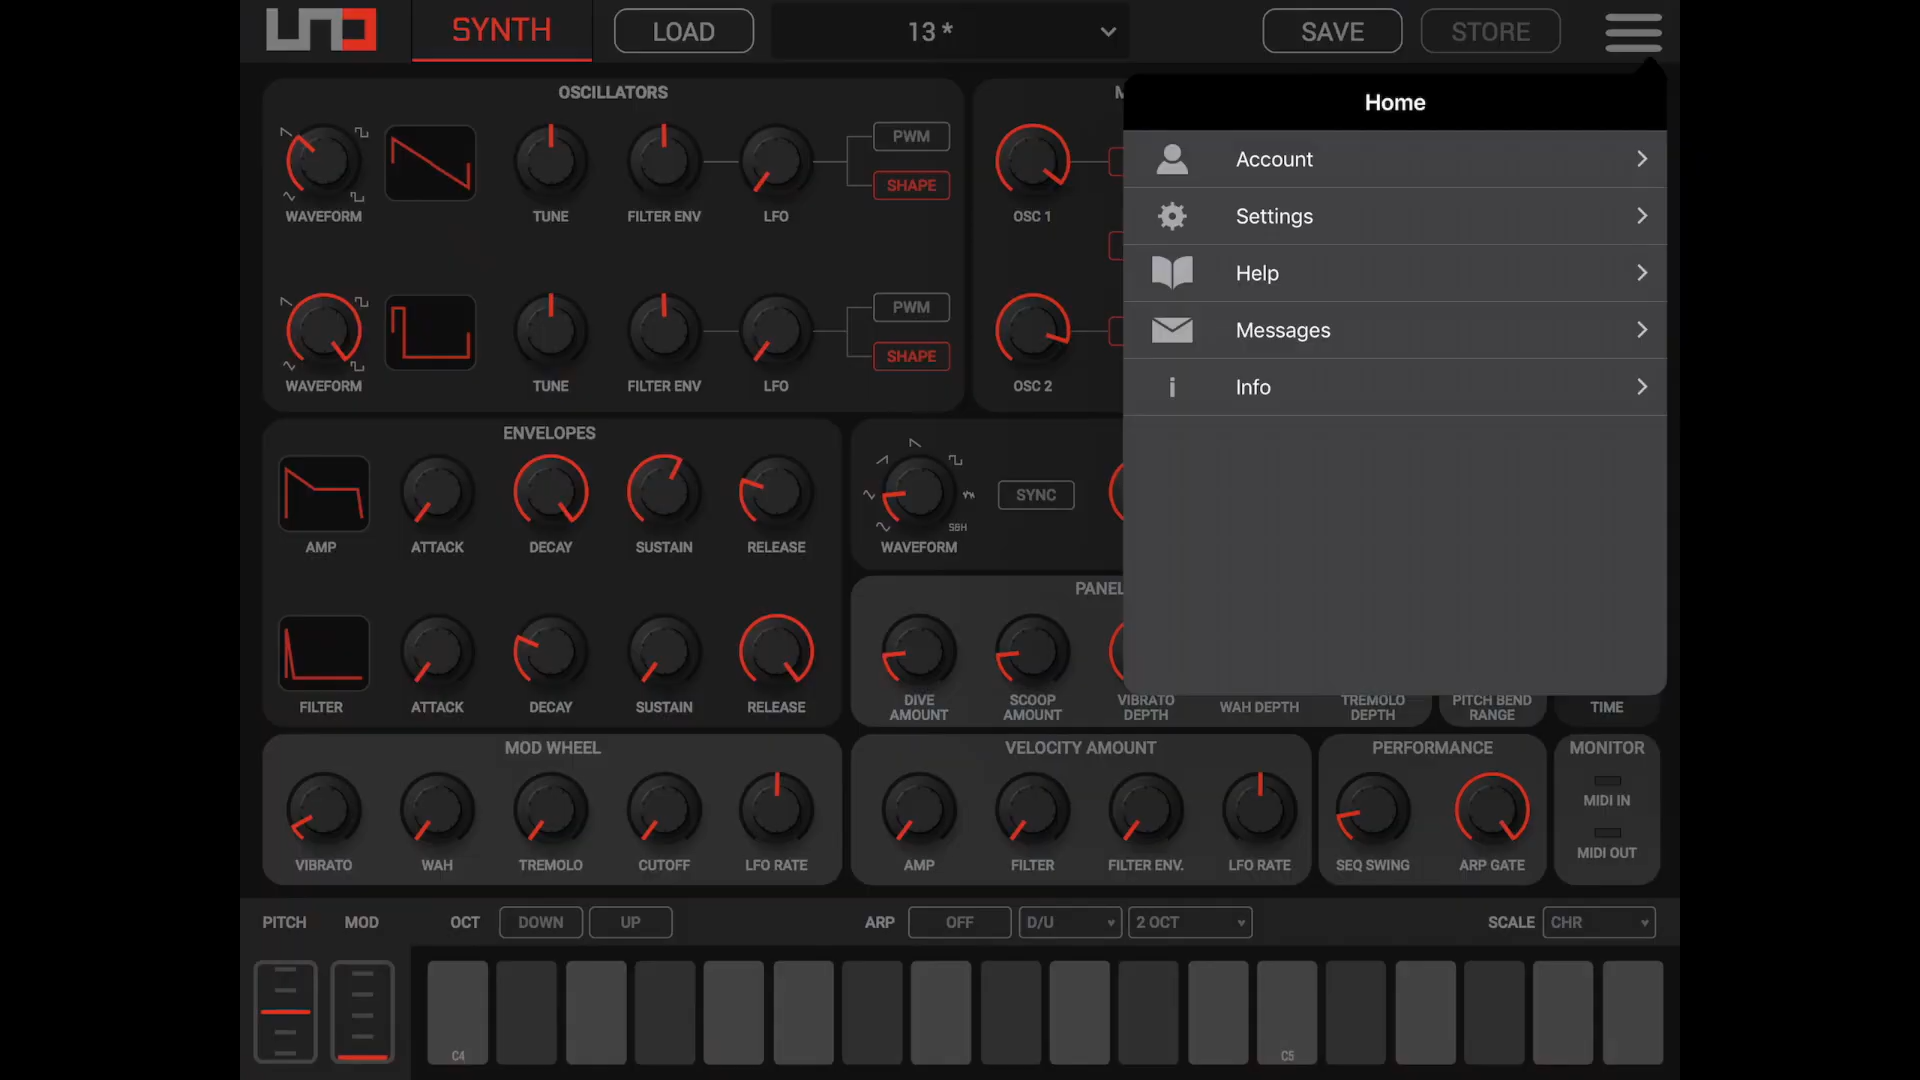 UNO
SYNTH
LOAD
13 *
SAVE
STORE
Home
Account
Settings
Help
Messages
Info
OSCILLATORS
WAVEFORM
TUNE
FILTER ENV
LFO
PWM
SHAPE
OSC 1
WAVEFORM
TUNE
FILTER ENV
LFO
PWM
SHAPE
OSC 2
ENVELOPES
AMP
ATTACK
DECAY
SUSTAIN
RELEASE
FILTER
ATTACK
DECAY
SUSTAIN
RELEASE
S&H
WAVEFORM
SYNC
PANEL
DIVE
AMOUNT
SCOOP
AMOUNT
VIBRATO
DEPTH
WAH DEPTH
TREMOLO
DEPTH
PITCH BEND
RANGE
TIME
MOD WHEEL
VIBRATO
WAH
TREMOLO
CUTOFF
LFO RATE
VELOCITY AMOUNT
AMP
FILTER
FILTER ENV.
LFO RATE
PERFORMANCE
SEQ SWING
ARP GATE
MONITOR
MIDI IN
MIDI OUT
PITCH
MOD
OCT
DOWN
UP
ARP
OFF
D/U
2 OCT
SCALE
CHR
C4
C5